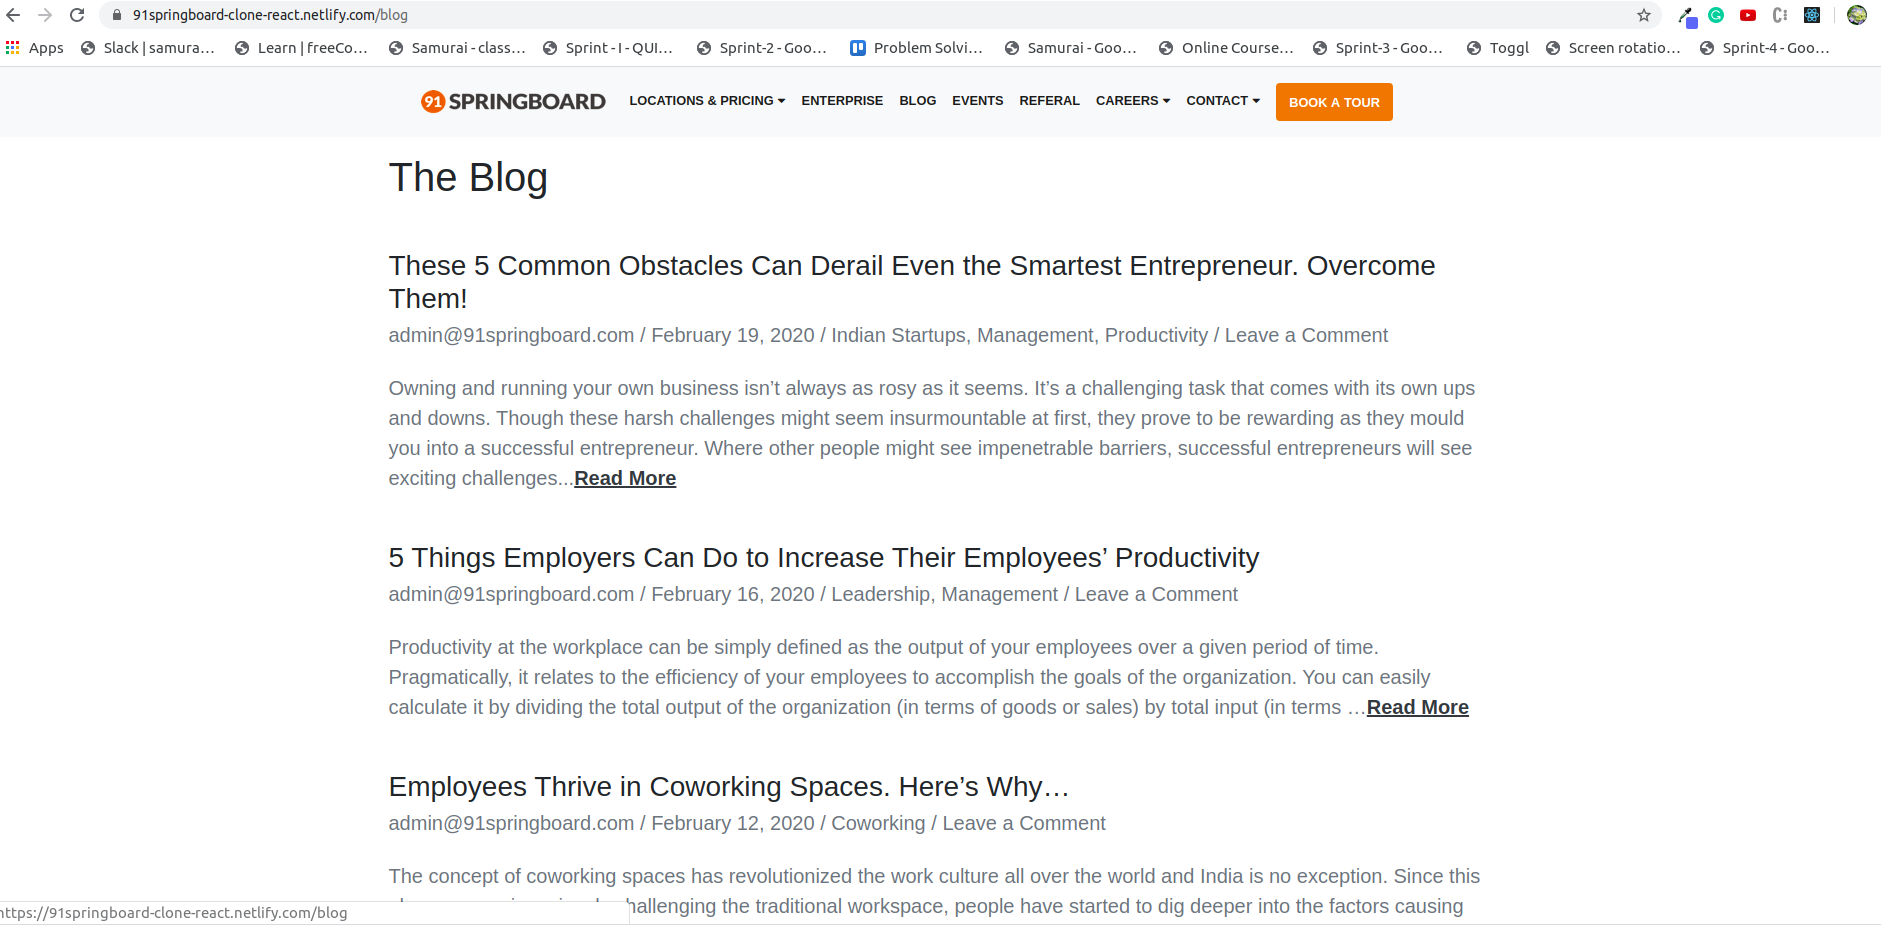 91springboard-clone-react.netlify.com/blog
Apps Slack | samura... Learn | freeCo... Samurai - class... Sprint - I - QUI... Sprint-2 - Goo... Problem Solvi... Samurai - Goo... Online Course... Sprint-3 - Goo... Toggl Screen rotatio... Sprint-4 - Goo...
91 SPRINGBOARD LOCATIONS & PRICING ENTERPRISE BLOG EVENTS REFERAL CAREERS CONTACT BOOK A TOUR
The Blog
These 5 Common Obstacles Can Derail Even the Smartest Entrepreneur. Overcome
Them!
admin@91springboard.com / February 19, 2020 / Indian Startups, Management, Productivity / Leave a Comment
Owning and running your own business isn’t always as rosy as it seems. It’s a challenging task that comes with its own ups
and downs. Though these harsh challenges might seem insurmountable at first, they prove to be rewarding as they mould
you into a successful entrepreneur. Where other people might see impenetrable barriers, successful entrepreneurs will see
exciting challenges...Read More
5 Things Employers Can Do to Increase Their Employees’ Productivity
admin@91springboard.com / February 16, 2020 / Leadership, Management / Leave a Comment
Productivity at the workplace can be simply defined as the output of your employees over a given period of time.
Pragmatically, it relates to the efficiency of your employees to accomplish the goals of the organization. You can easily
calculate it by dividing the total output of the organization (in terms of goods or sales) by total input (in terms …Read More
Employees Thrive in Coworking Spaces. Here’s Why…
admin@91springboard.com / February 12, 2020 / Coworking / Leave a Comment
The concept of coworking spaces has revolutionized the work culture all over the world and India is no exception. Since this
hallenging the traditional workspace, people have started to dig deeper into the factors causing
https://91springboard-clone-react.netlify.com/blog